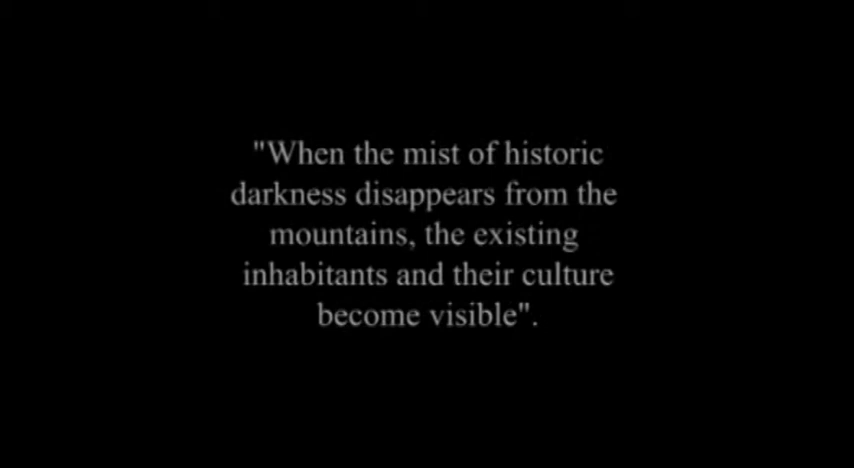 "When the mist of historic
darkness disappears from the
mountains, the existing
inhabitants and their culture
become visible".